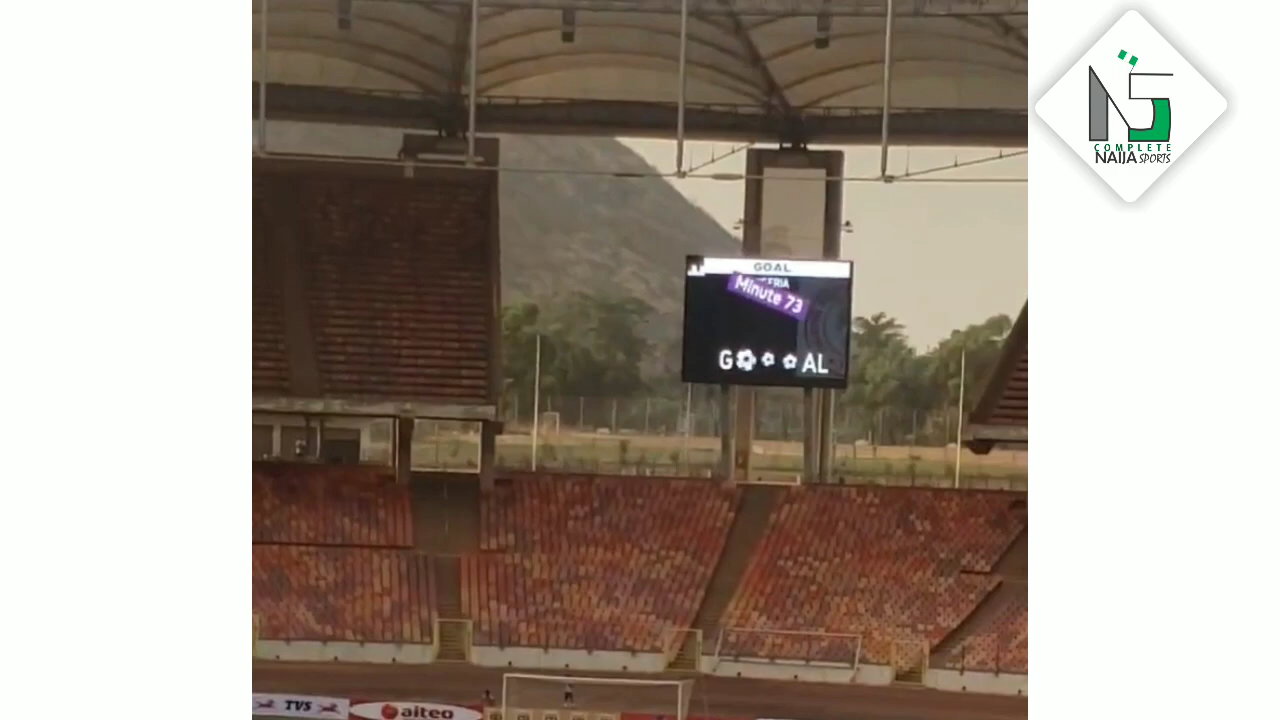 COMPLETE
NAIJA SPORTS
GOAL
Minute 73
G AL
TVS
aiteo